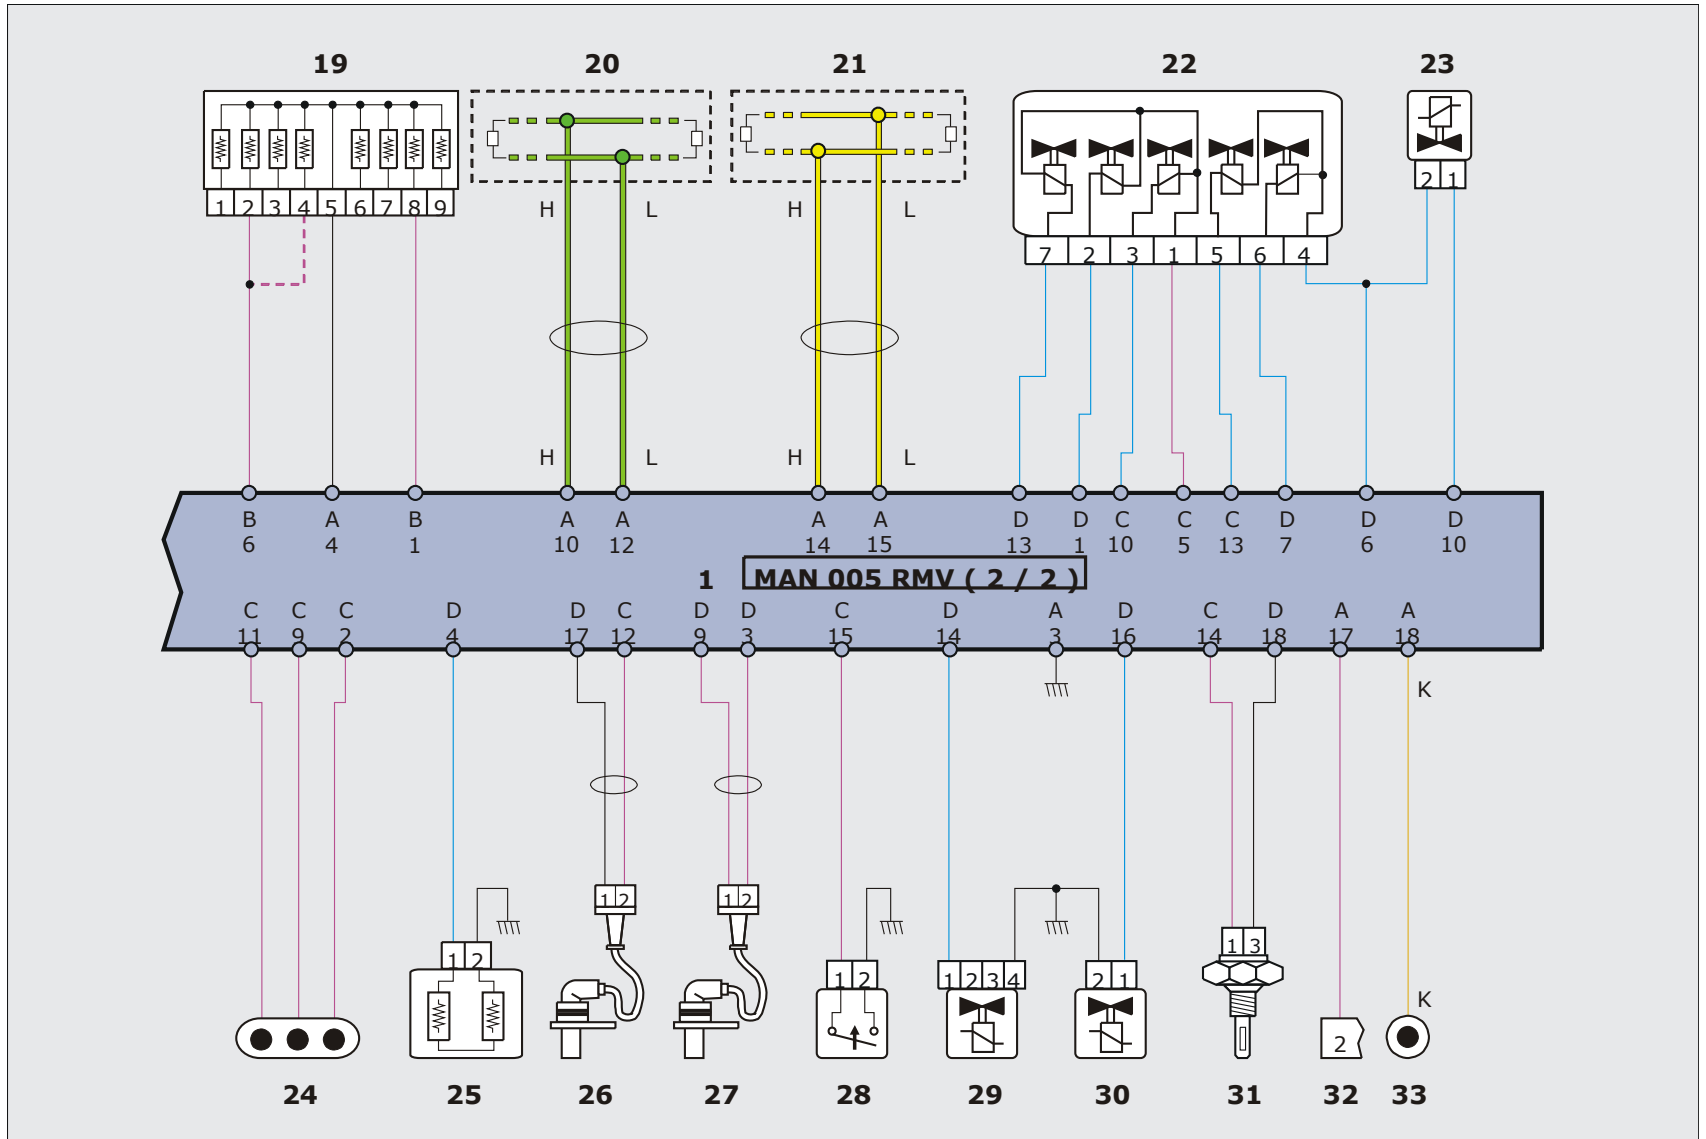 19 20 21 22 23
1 2 3 4 5 6 7 8 9
2 1
H L H L
7 2 3 1 5 6 4
H L H L
B A B A A A A D D C C C D D D
6 4 1 10 12 14 15 13 1 10 5 13 7 6 10
1 MAN 005 RMV ( 2 / 2 )
C C C D D C D D C D A D C D A A
11 9 2 4 17 12 9 3 15 14 3 16 14 18 17 18
K
1 2 1 2
1 2 1 3
1 2 1 2 3 4 2 1
K
2
24 25 26 27 28 29 30 31 32 33